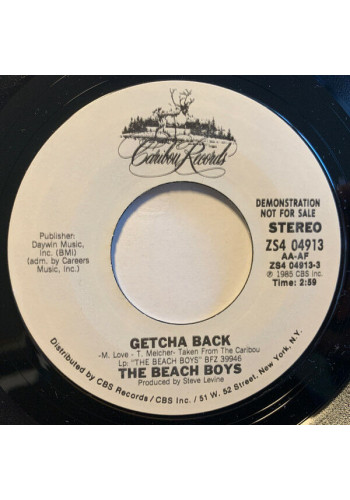 Caribou Records
Publisher:
Daywin Music,
Inc. (BMI)
(adm. by Careers
Music, Inc.)
DEMONSTRATION
NOT FOR SALE
STEREO
ZS4 04913
AA-AF
ZS4 04913-3
℗ 1985 CBS Inc.
Time: 2:59
GETCHA BACK
-M. Love - T. Melcher- Taken From The Caribou
Lp: "THE BEACH BOYS" BFZ 39946
THE BEACH BOYS
Produced by Steve Levine
Distributed by CBS Records / CBS Inc. / 51 W. 52 Street, New York, N.Y.